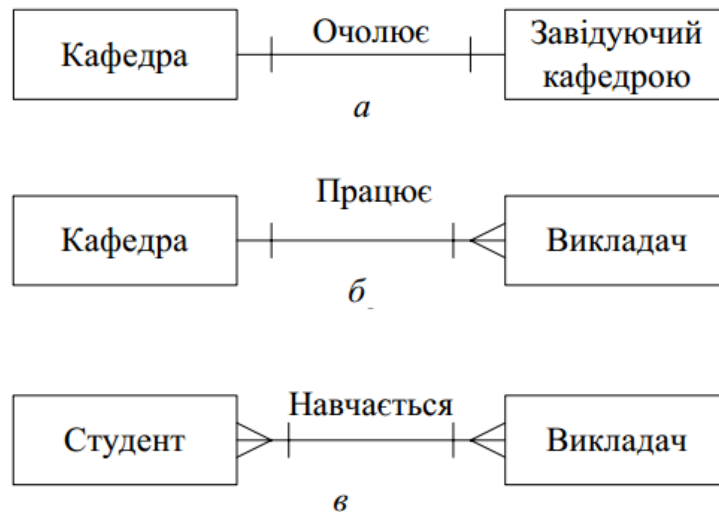 Кафедра
Очолює
Завідуючий
кафедрою
а
Кафедра
Працює
Викладач
б
Студент
Навчається
Викладач
в